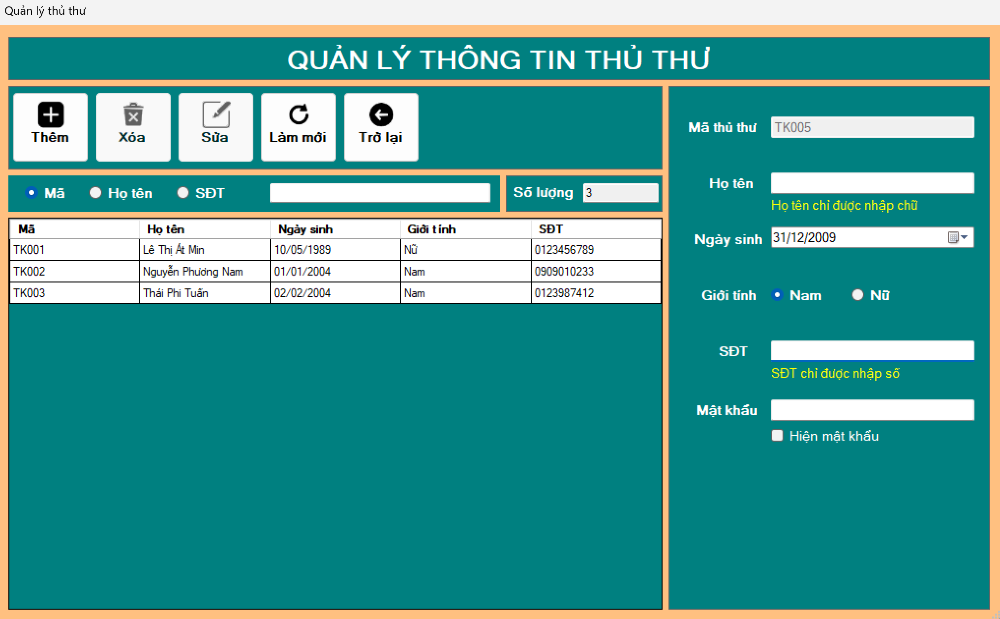 Quản lý thủ thư
QUẢN LÝ THÔNG TIN THỦ THƯ
Thêm Xóa Sửa Làm mới Trở lại
Mã Họ tên SĐT Số lượng 3
Mã Họ tên Ngày sinh Giới tính SĐT
TK001 Lê Thị Át Min 10/05/1989 Nữ 0123456789
TK002 Nguyễn Phương Nam 01/01/2004 Nam 0909010233
TK003 Thái Phi Tuấn 02/02/2004 Nam 0123987412
Mã thủ thư TK005
Họ tên
Họ tên chỉ được nhập chữ
Ngày sinh 31/12/2009
Giới tính Nam Nữ
SĐT
SĐT chỉ được nhập số
Mật khẩu
Hiện mật khẩu